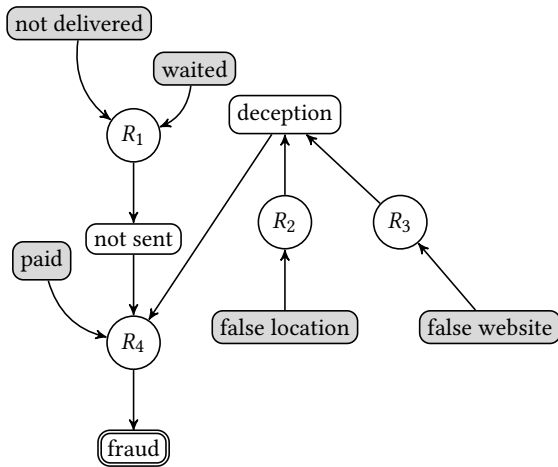 not delivered
waited
deception
R1
R2
R3
not sent
paid
false location
false website
R4
fraud